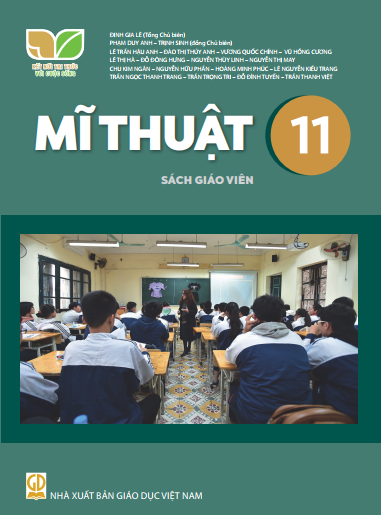 ĐINH GIA LÊ (Tổng Chủ biên)
PHẠM DUY ANH – TRỊNH SINH (đồng Chủ biên)
LÊ TRẦN HẬU ANH – ĐÀO THỊ THUÝ ANH – VƯƠNG QUỐC CHÍNH – VŨ HỒNG CƯƠNG
LÊ THỊ HÀ – ĐỖ ĐÔNG HƯNG – NGUYỄN THUỲ LINH – NGUYỄN THỊ MAY
CHU KIM NGÂN – NGUYỄN HỮU PHẤN – HOÀNG MINH PHÚC – LÊ NGUYỄN KIỀU TRANG
TRẦN NGỌC THANH TRANG – TRẦN TRỌNG TRI – ĐỖ ĐÌNH TUYẾN – TRẦN THANH VIỆT
KẾT NỐI TRI THỨC
VỚI CUỘC SỐNG
MĨ THUẬT 11
SÁCH GIÁO VIÊN
NHÀ XUẤT BẢN GIÁO DỤC VIỆT NAM